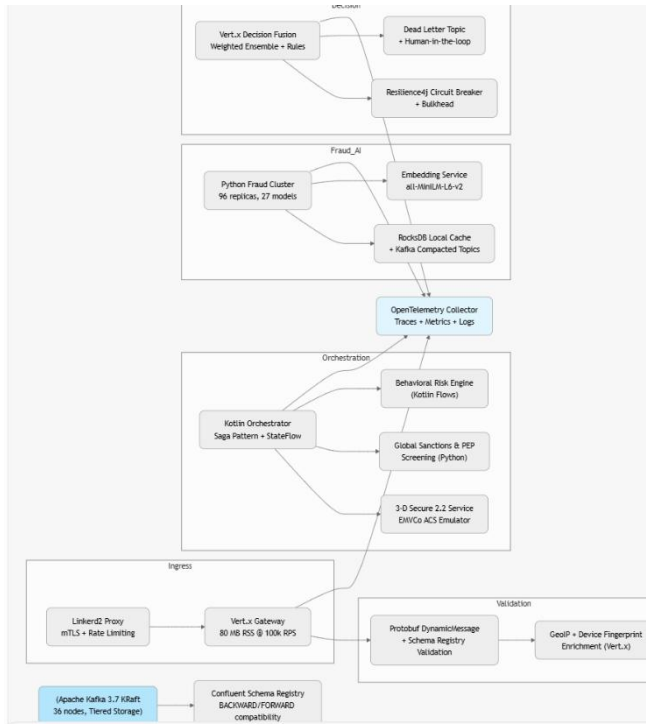 Decision
Vert.x Decision Fusion
Weighted Ensemble + Rules
Dead Letter Topic
+ Human-in-the-loop
Resilience4j Circuit Breaker
+ Bulkhead
Fraud_AI
Python Fraud Cluster
96 replicas, 27 models
Embedding Service
all-MiniLM-L6-v2
RocksDB Local Cache
+ Kafka Compacted Topics
OpenTelemetry Collector
Traces + Metrics + Logs
Orchestration
Kotlin Orchestrator
Saga Pattern + StateFlow
Behavioral Risk Engine
(Kotlin Flows)
Global Sanctions & PEP
Screening (Python)
3-D Secure 2.2 Service
EMVCo ACS Emulator
Ingress
Linkerd2 Proxy
mTLS + Rate Limiting
Vert.x Gateway
80 MB RSS @ 100k RPS
Validation
Protobuf DynamicMessage
+ Schema Registry
Validation
GeoIP + Device Fingerprint
Enrichment (Vert.x)
(Apache Kafka 3.7 KRaft
36 nodes, Tiered Storage)
Confluent Schema Registry
BACKWARD/FORWARD
compatibility